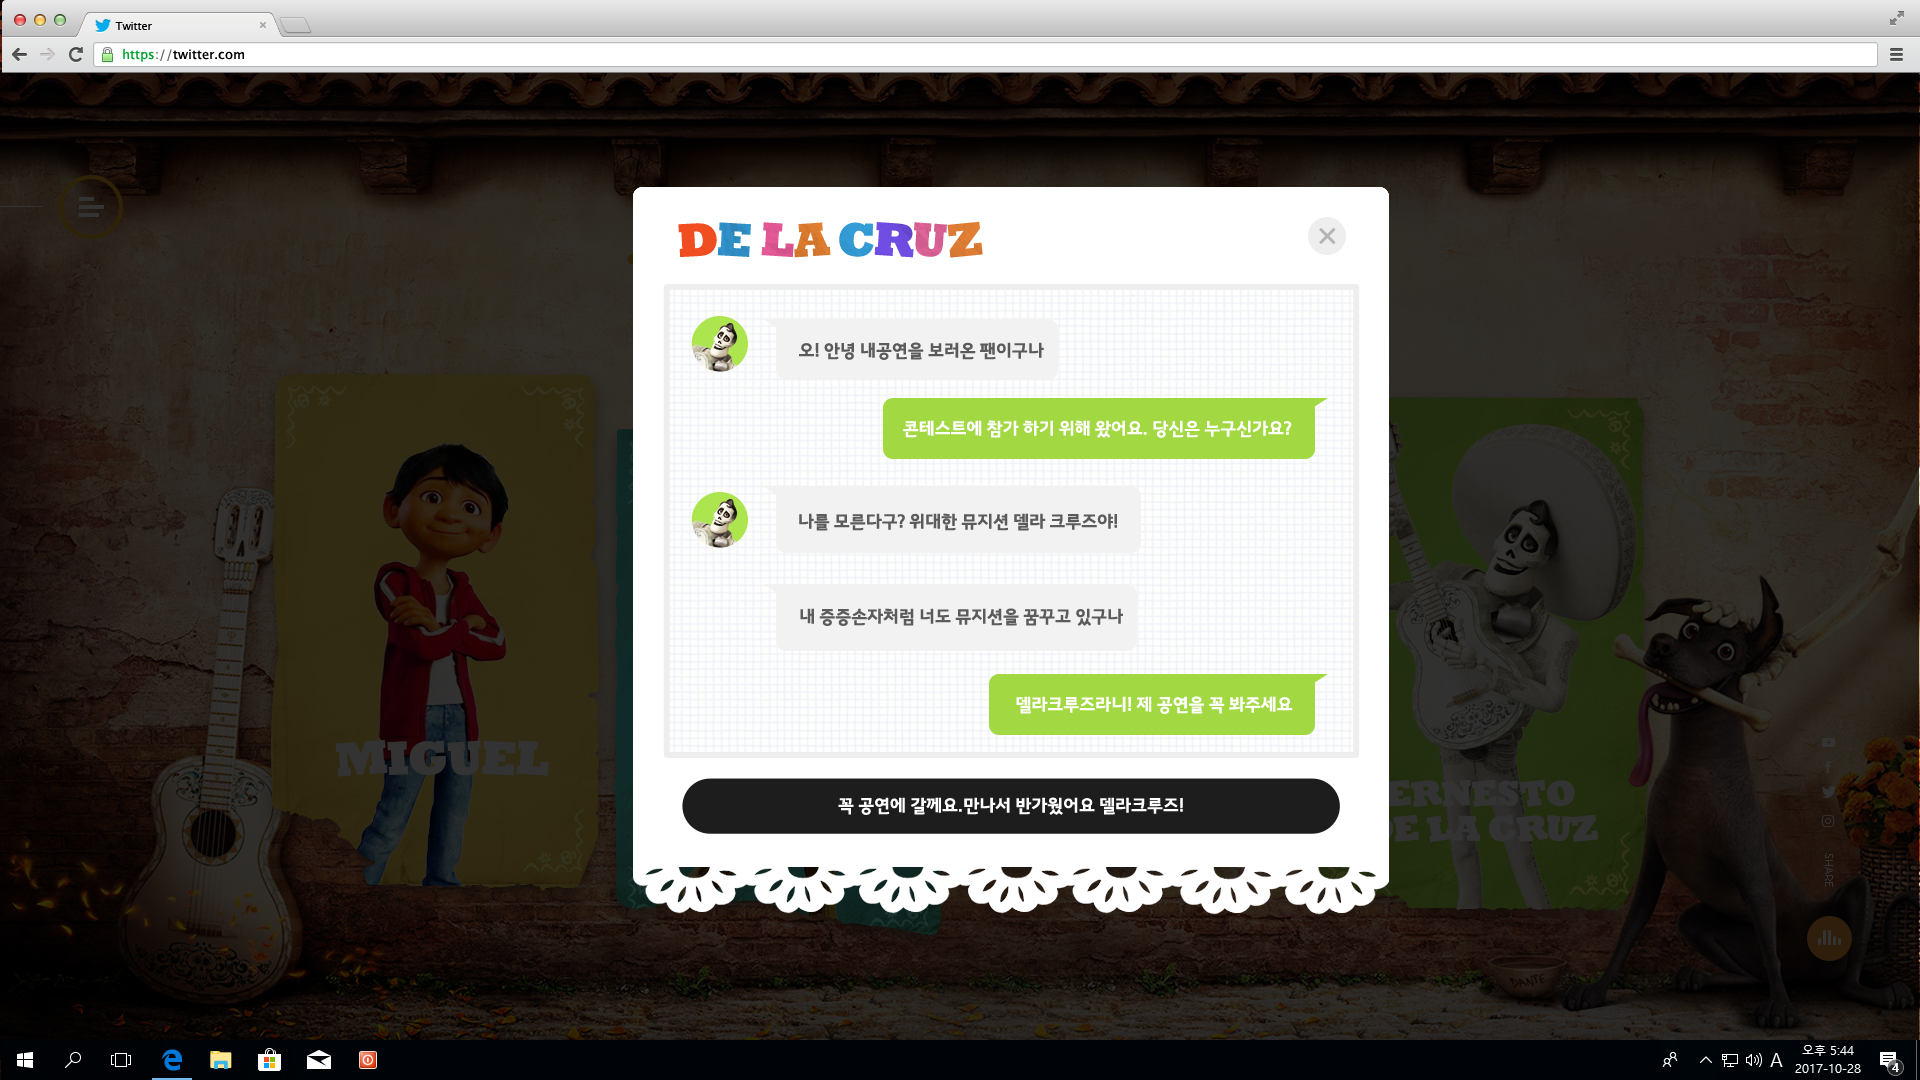 Twitter
https://twitter.com
DE LA CRUZ
오! 안녕 내공연을 보러온 팬이구나
콘테스트에 참가 하기 위해 왔어요. 당신은 누구신가요?
나를 모른다구? 위대한 뮤지션 델라 크루즈야!
내 증증손자처럼 너도 뮤지션을 꿈꾸고 있구나
델라크루즈라니! 제 공연을 꼭 봐주세요
꼭 공연에 갈께요.만나서 반가웠어요 델라크루즈!
MIGUEL
ERNESTO
DE LA CRUZ
SHARE
DANTE
A
오후 5:44
2017-10-28
4